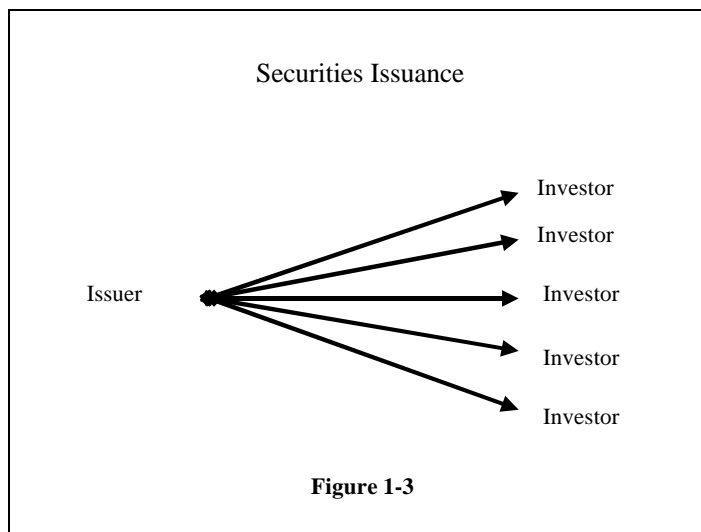 Securities Issuance
Investor
Investor
Issuer
Investor
Investor
Investor
Figure 1-3